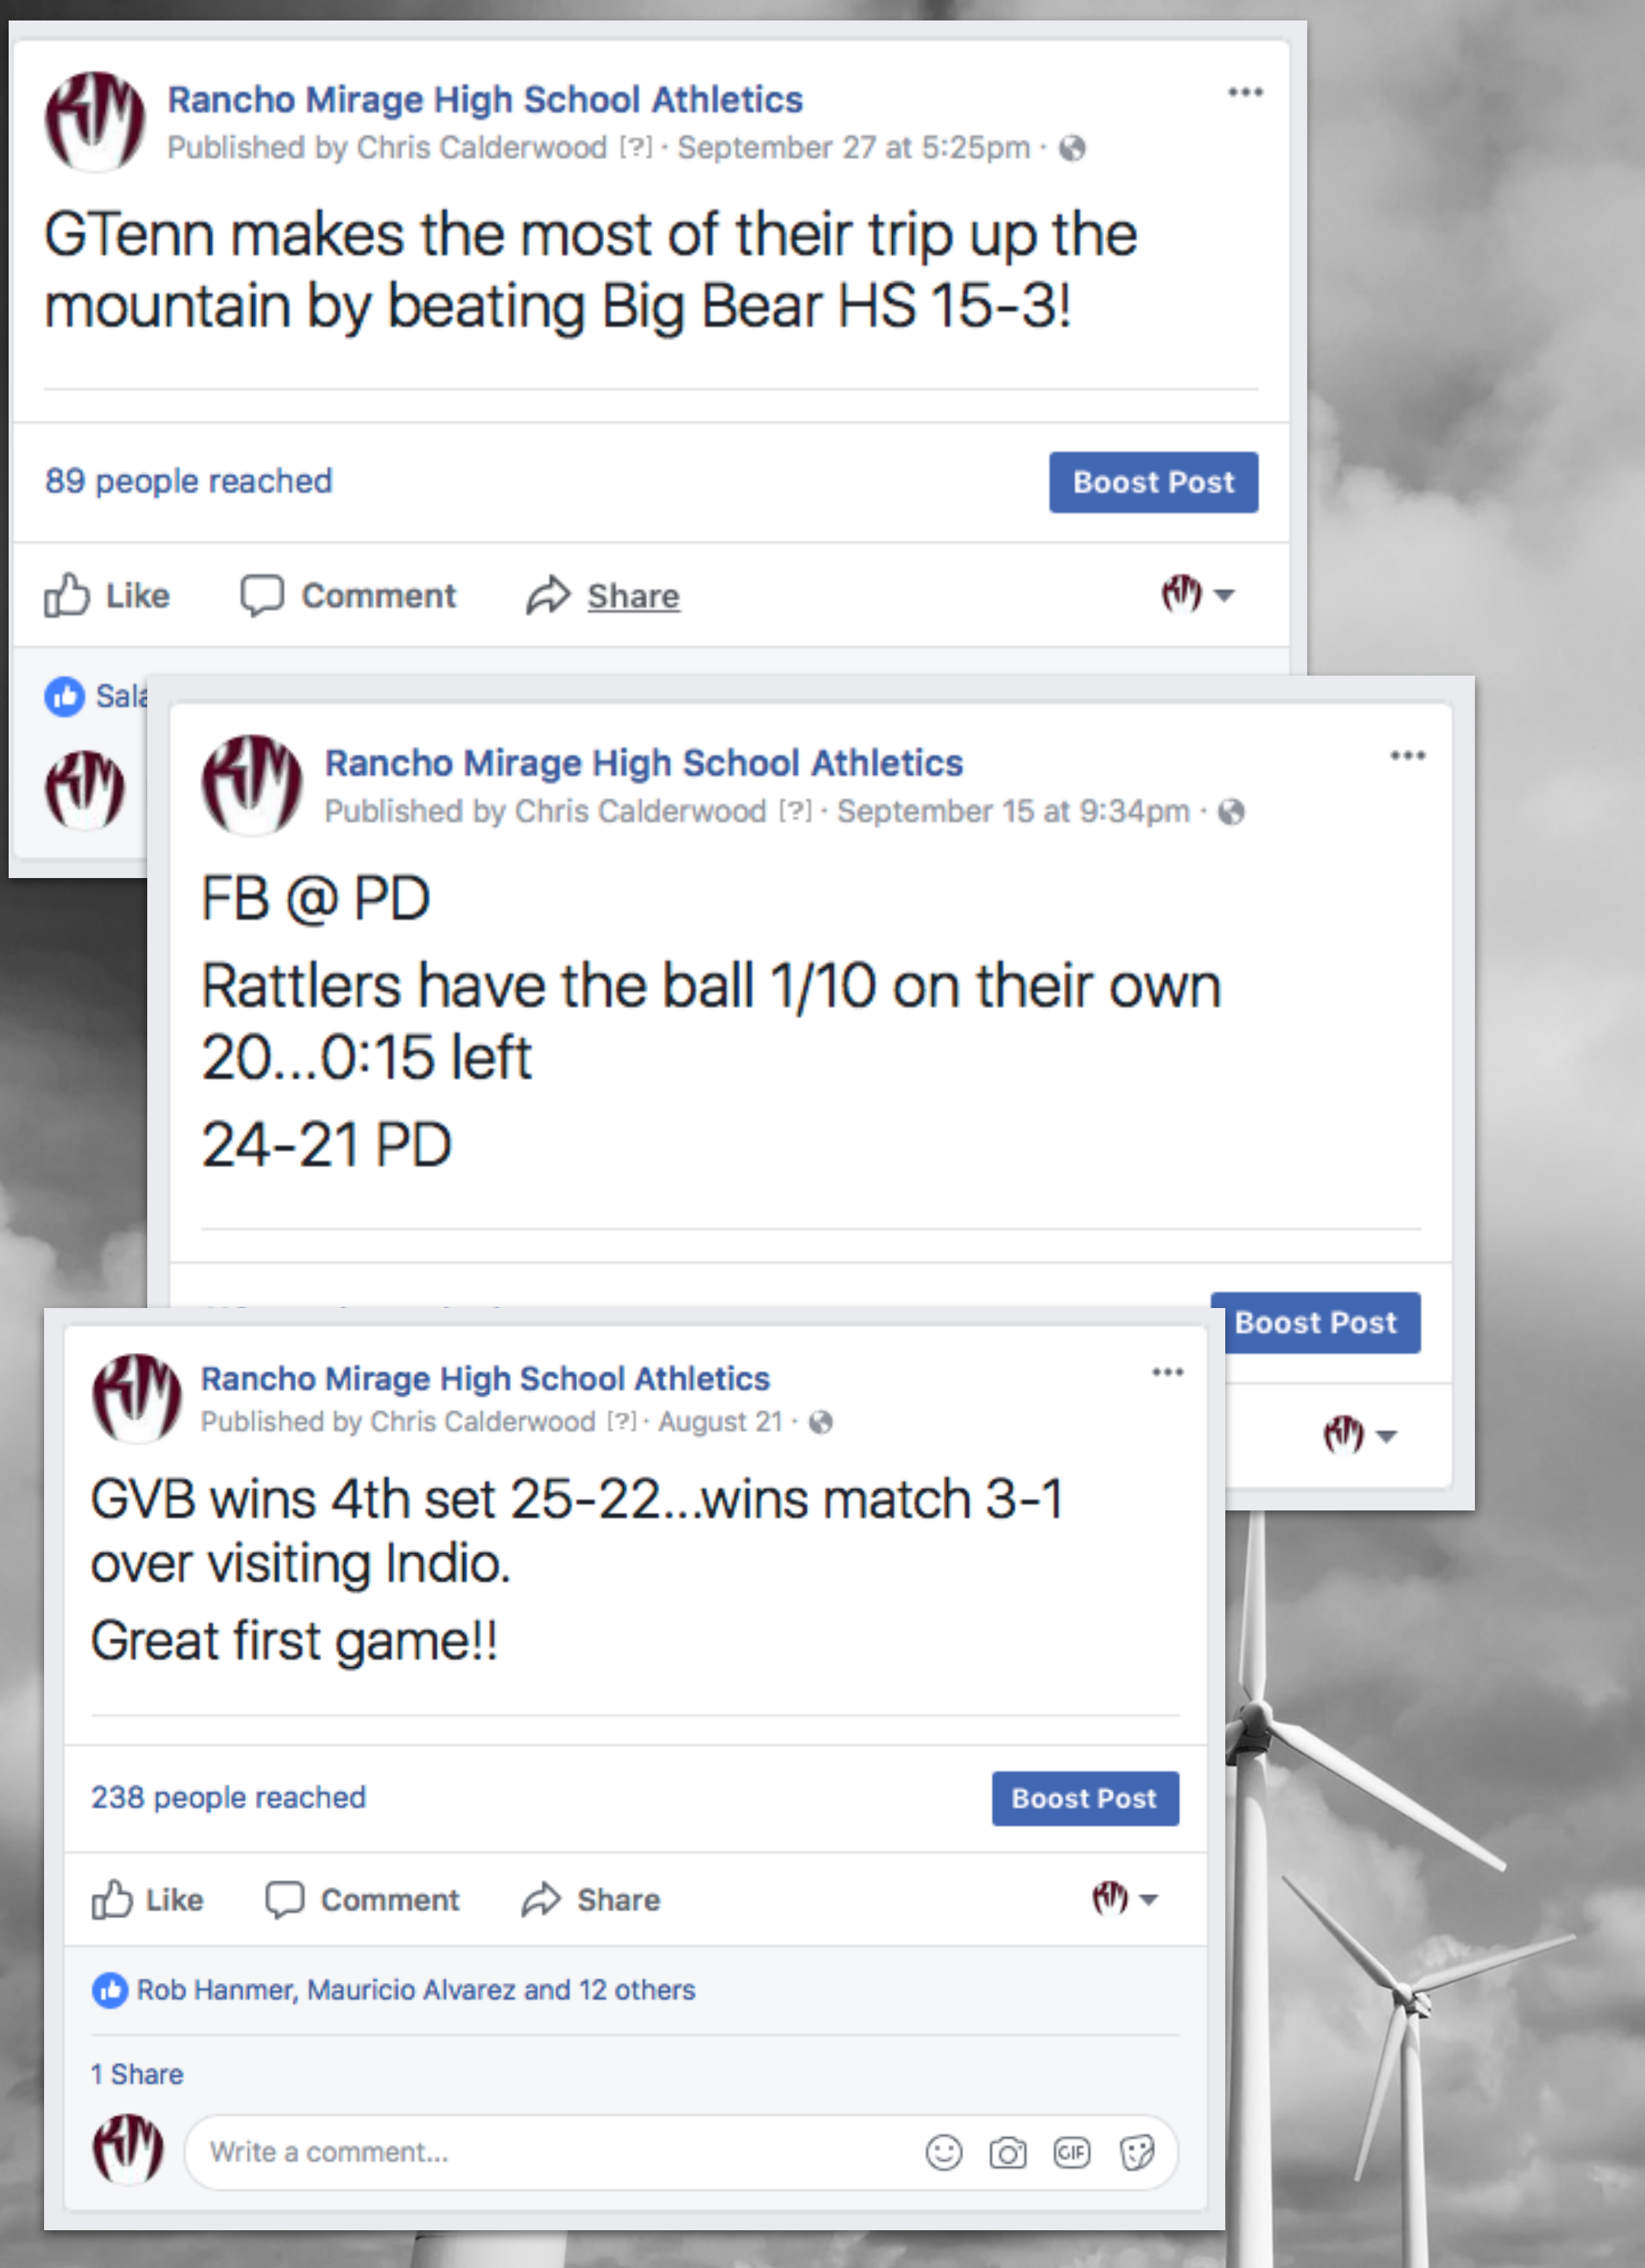 Rancho Mirage High School Athletics
Published by Chris Calderwood [?] · September 27 at 5:25pm ·
GTenn makes the most of their trip up the
mountain by beating Big Bear HS 15-3!
89 people reached
Boost Post
Like Comment Share
Rancho Mirage High School Athletics
Published by Chris Calderwood [?] · September 15 at 9:34pm ·
FB @ PD
Rattlers have the ball 1/10 on their own
20...0:15 left
24-21 PD
Boost Post
Rancho Mirage High School Athletics
Published by Chris Calderwood [?] · August 21 ·
GVB wins 4th set 25-22...wins match 3-1
over visiting Indio.
Great first game!!
238 people reached
Boost Post
Like Comment Share
Rob Hanmer, Mauricio Alvarez and 12 others
1 Share
Write a comment...
GIF